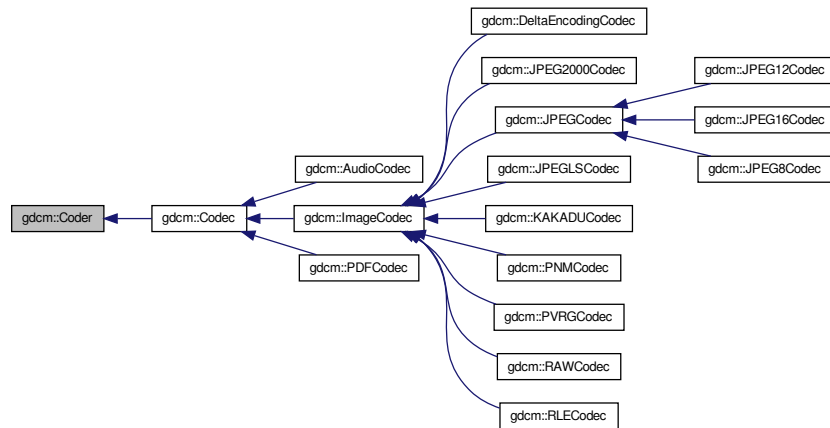 gdcm::DeltaEncodingCodec
gdcm::JPEG2000Codec
gdcm::JPEG12Codec
gdcm::JPEGCodec
gdcm::JPEG16Codec
gdcm::AudioCodec
gdcm::JPEGLSCodec
gdcm::JPEG8Codec
gdcm::Coder
gdcm::Codec
gdcm::ImageCodec
gdcm::KAKADUCodec
gdcm::PDFCodec
gdcm::PNMCodec
gdcm::PVRGCodec
gdcm::RAWCodec
gdcm::RLECodec